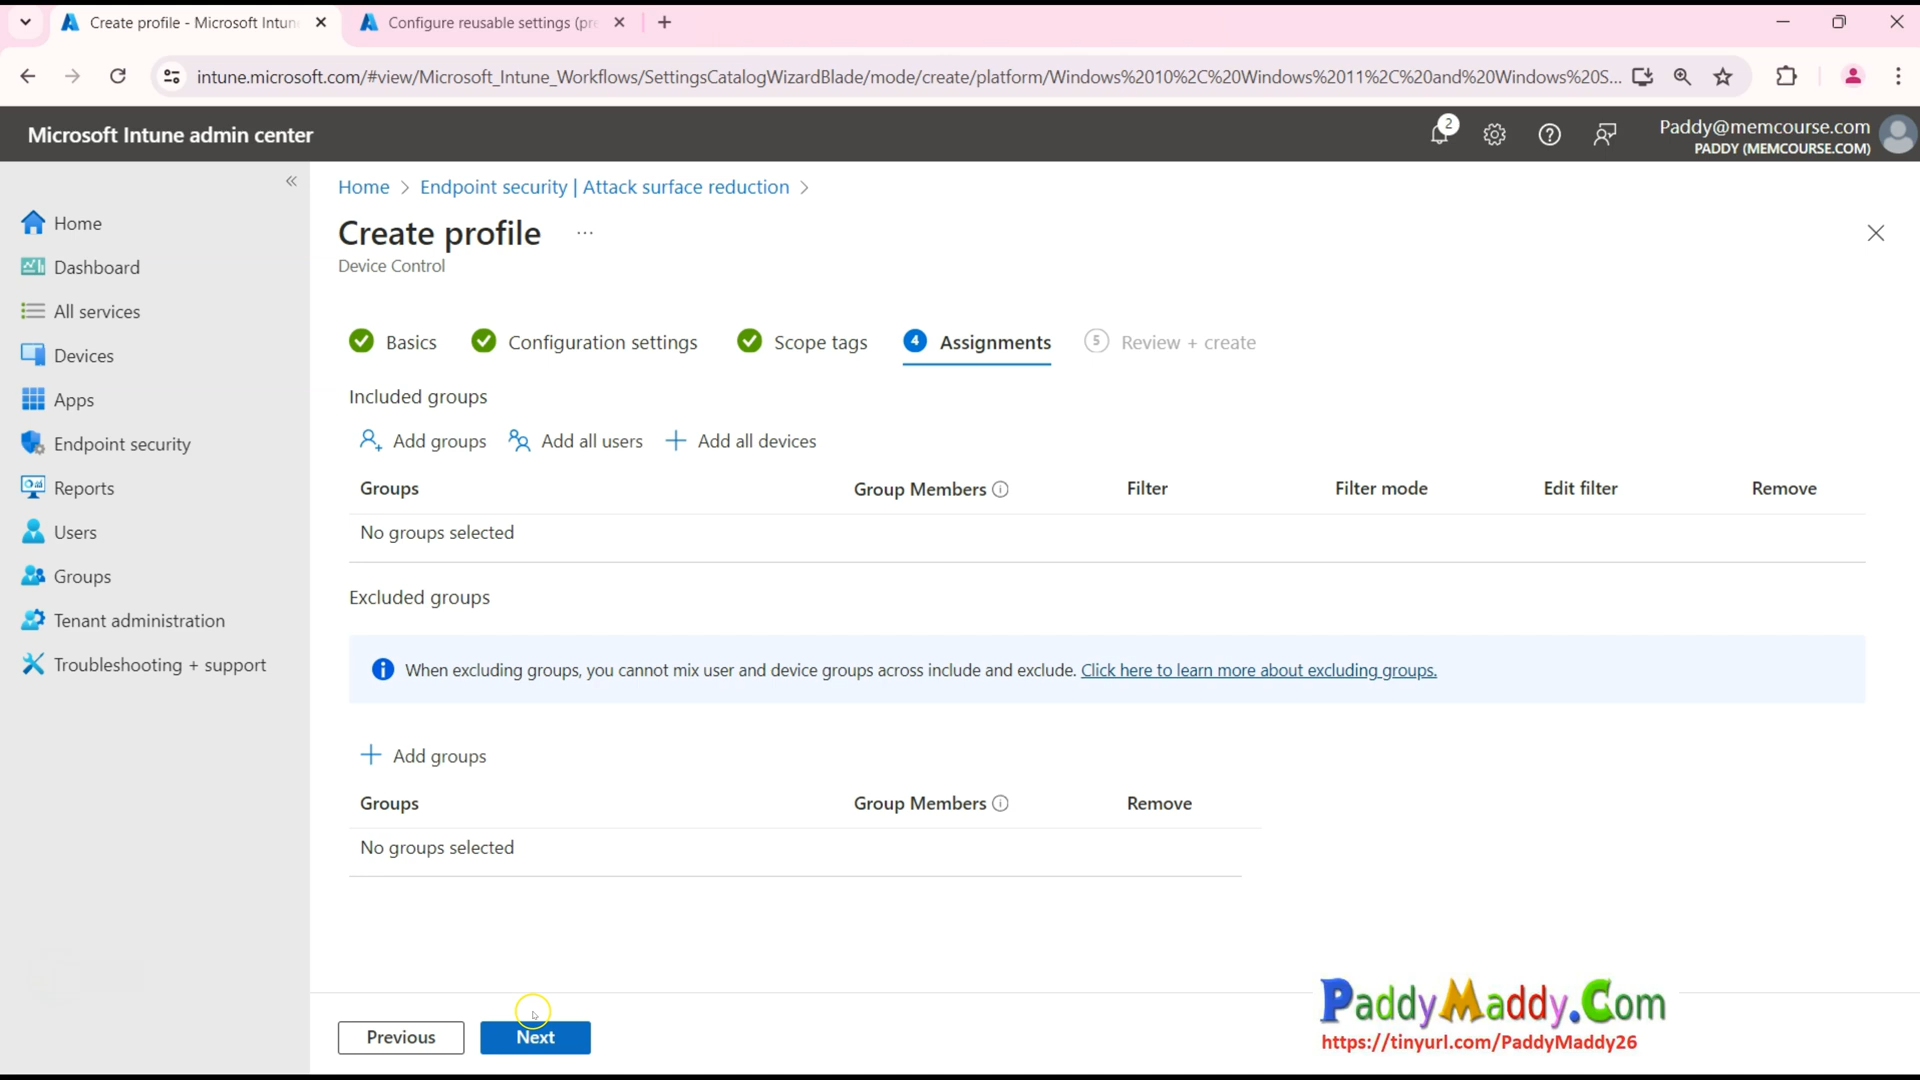 Create profile - Microsoft Intun
Configure reusable settings (pre
intune.microsoft.com/#view/Microsoft_Intune_Workflows/SettingsCatalogWizardBlade/mode/create/platform/Windows%2010%2C%20Windows%2011%2C%20and%20Windows%20S...
Microsoft Intune admin center
2
Paddy@memcourse.com
PADDY (MEMCOURSE.COM)
Home
Dashboard
All services
Devices
Apps
Endpoint security
Reports
Users
Groups
Tenant administration
Troubleshooting + support
Home > Endpoint security | Attack surface reduction >
Create profile ...
Device Control
Basics Configuration settings Scope tags 4 Assignments 5 Review + create
Included groups
Add groups Add all users Add all devices
Groups Group Members Filter Filter mode Edit filter Remove
No groups selected
Excluded groups
When excluding groups, you cannot mix user and device groups across include and exclude. Click here to learn more about excluding groups.
Add groups
Groups Group Members Remove
No groups selected
Previous Next
PaddyMaddy.Com
https://tinyurl.com/PaddyMaddy26